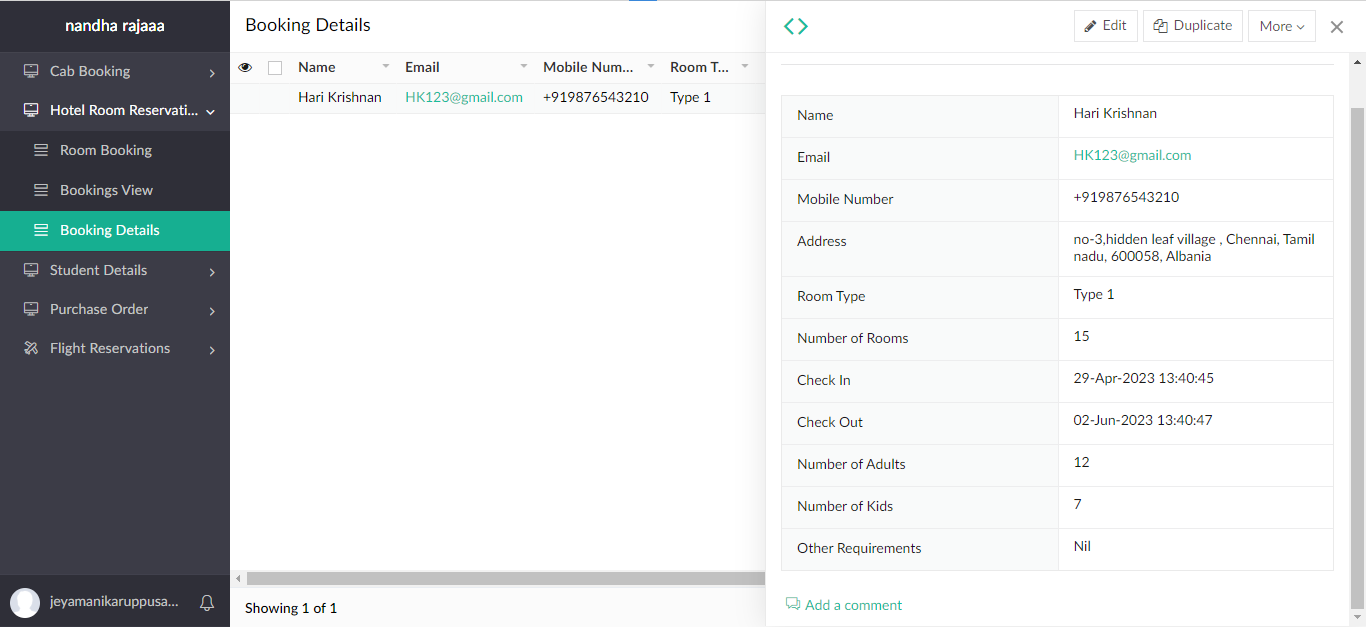 nandha rajaaa
Cab Booking
Hotel Room Reservati...
Room Booking
Bookings View
Booking Details
Student Details
Purchase Order
Flight Reservations
jeyamanikaruppusa...
Booking Details
Name Email Mobile Num... Room T...
Hari Krishnan HK123@gmail.com +919876543210 Type 1
Showing 1 of 1
Edit Duplicate More
Name Hari Krishnan
Email HK123@gmail.com
Mobile Number +919876543210
Address no-3,hidden leaf village , Chennai, Tamil
nadu, 600058, Albania
Room Type Type 1
Number of Rooms 15
Check In 29-Apr-2023 13:40:45
Check Out 02-Jun-2023 13:40:47
Number of Adults 12
Number of Kids 7
Other Requirements Nil
Add a comment